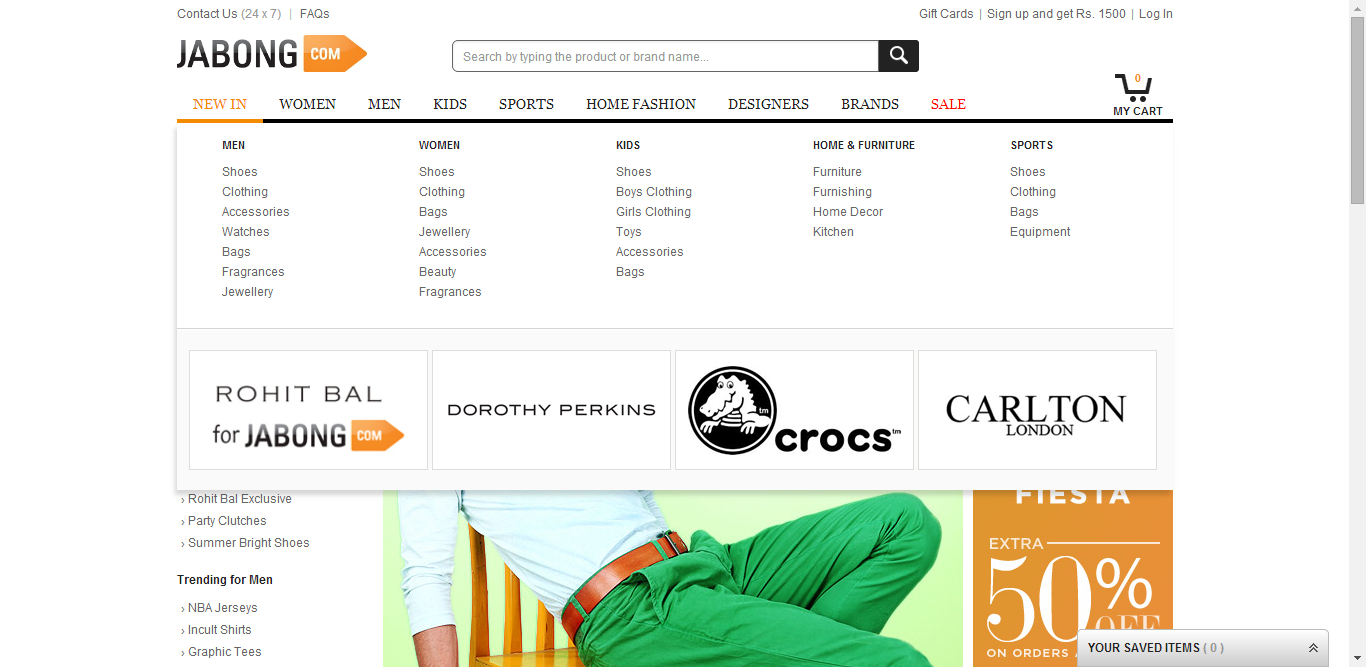 Contact Us (24 x 7) | FAQs
Gift Cards | Sign up and get Rs. 1500 | Log In
JABONG COM
Search by typing the product or brand name...
0
MY CART
NEW IN WOMEN MEN KIDS SPORTS HOME FASHION DESIGNERS BRANDS SALE
MEN
Shoes
Clothing
Accessories
Watches
Bags
Fragrances
Jewellery
WOMEN
Shoes
Clothing
Bags
Jewellery
Accessories
Beauty
Fragrances
KIDS
Shoes
Boys Clothing
Girls Clothing
Toys
Accessories
Bags
HOME & FURNITURE
Furniture
Furnishing
Home Decor
Kitchen
SPORTS
Shoes
Clothing
Bags
Equipment
ROHIT BAL
for JABONG COM
DOROTHY PERKINS
crocs™
tm
CARLTON
LONDON
› Rohit Bal Exclusive
› Party Clutches
› Summer Bright Shoes
Trending for Men
› NBA Jerseys
› Incult Shirts
› Graphic Tees
FIESTA
EXTRA
50%
OFF
ON ORDERS
YOUR SAVED ITEMS ( 0 )